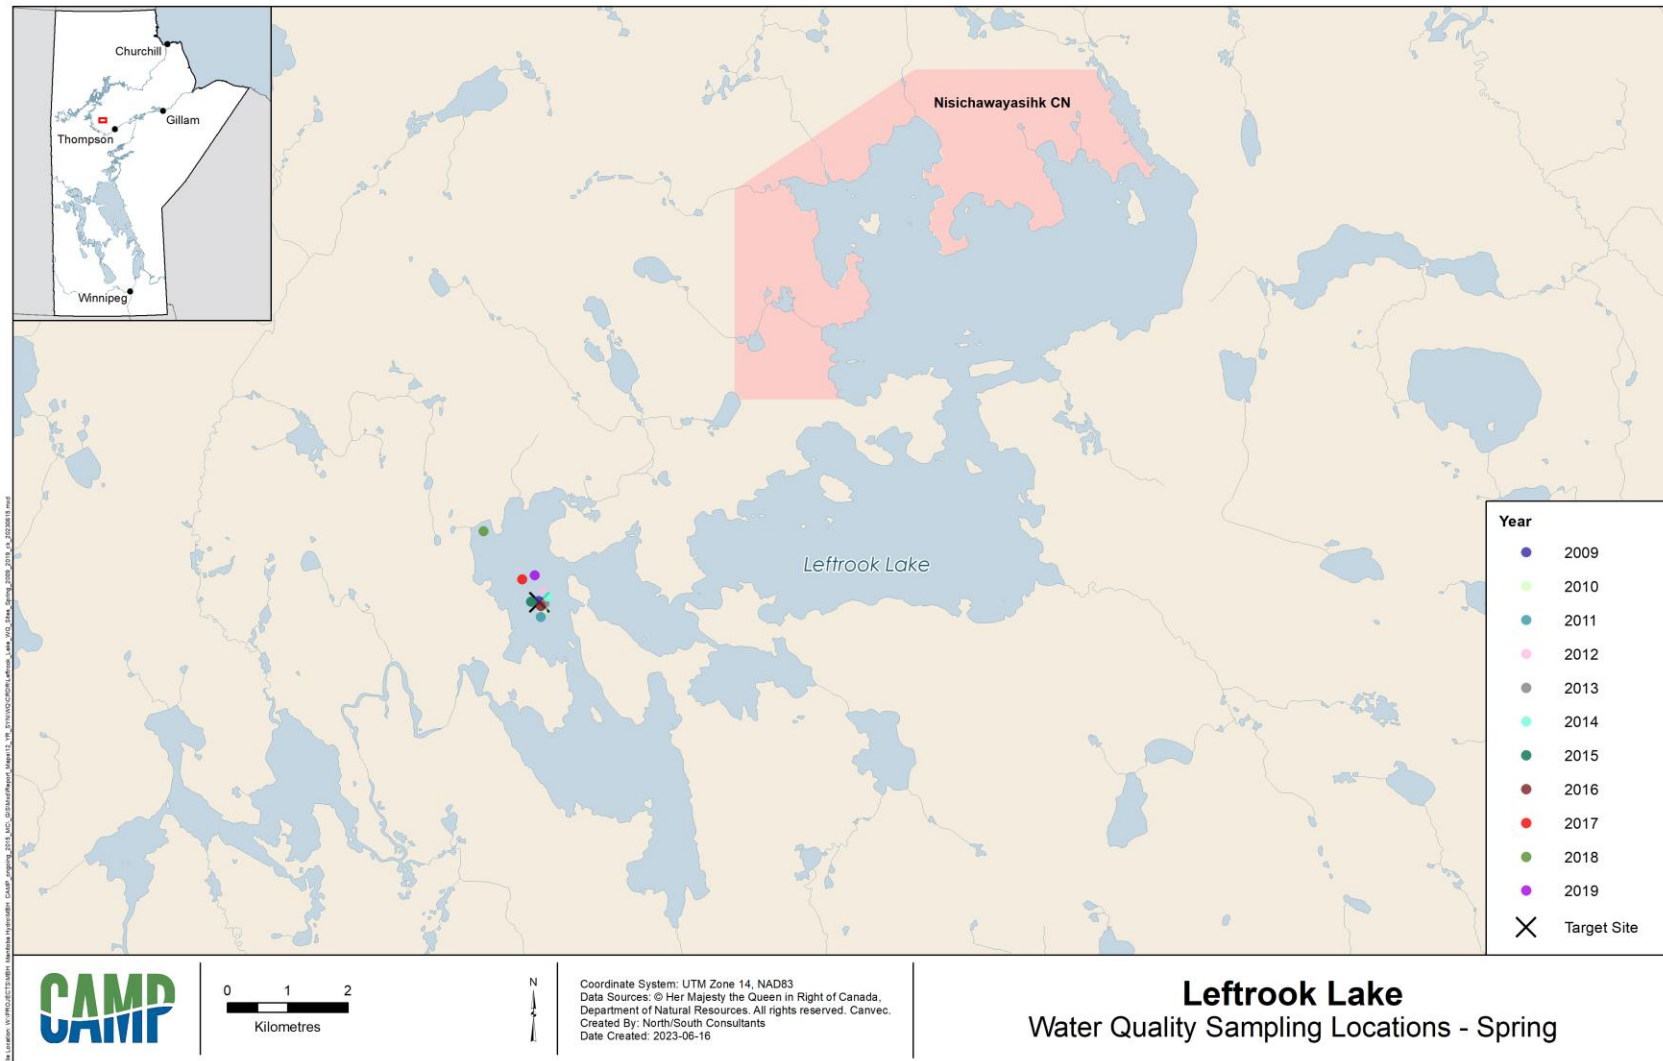 Churchill
Gillam
Thompson
Winnipeg
Nisichawayasihk CN
Leftrook Lake
Year
2009
2010
2011
2012
2013
2014
2015
2016
2017
2018
2019
Target Site
CAMP
0 1 2
Kilometres
N
Coordinate System: UTM Zone 14, NAD83
Data Sources: © Her Majesty the Queen in Right of Canada,
Department of Natural Resources. All rights reserved. Canvec.
Created By: North/South Consultants
Date Created: 2023-06-16
Leftrook Lake
Water Quality Sampling Locations - Spring